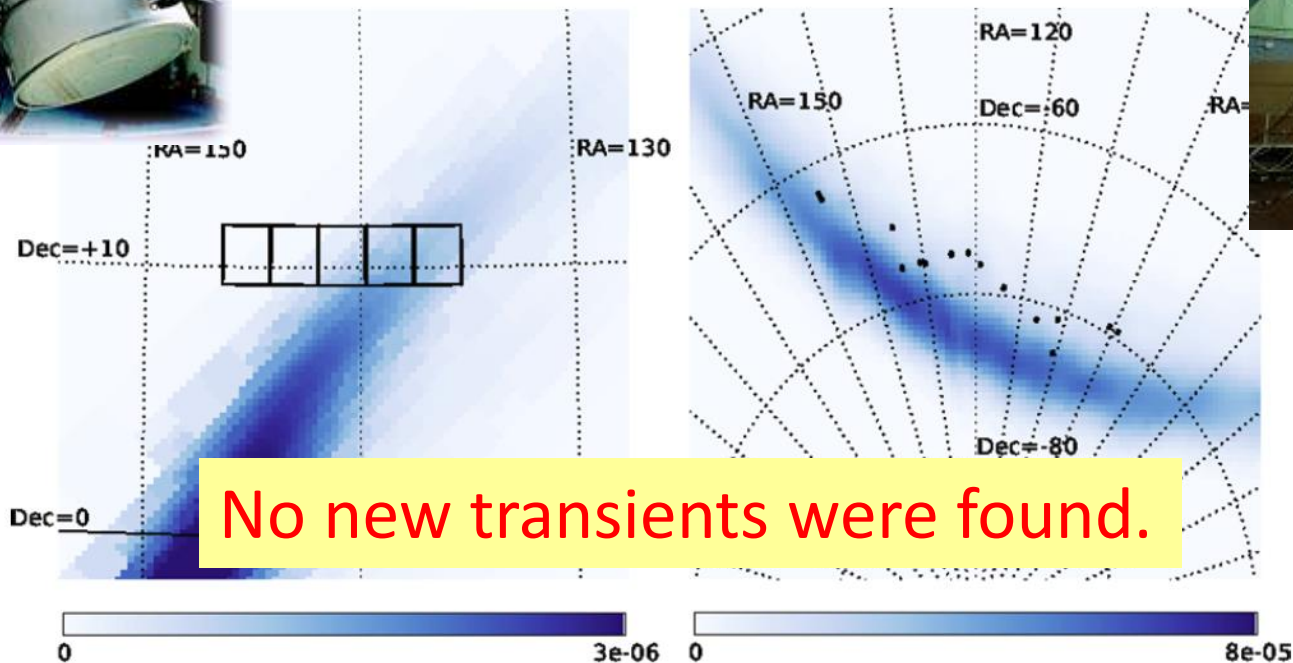 RA=120
RA=150
Dec=-60
RA=
RA=150
RA=130
Dec=+10
Dec=-80
Dec=0
No new transients were found.
0
3e-06
0
8e-05